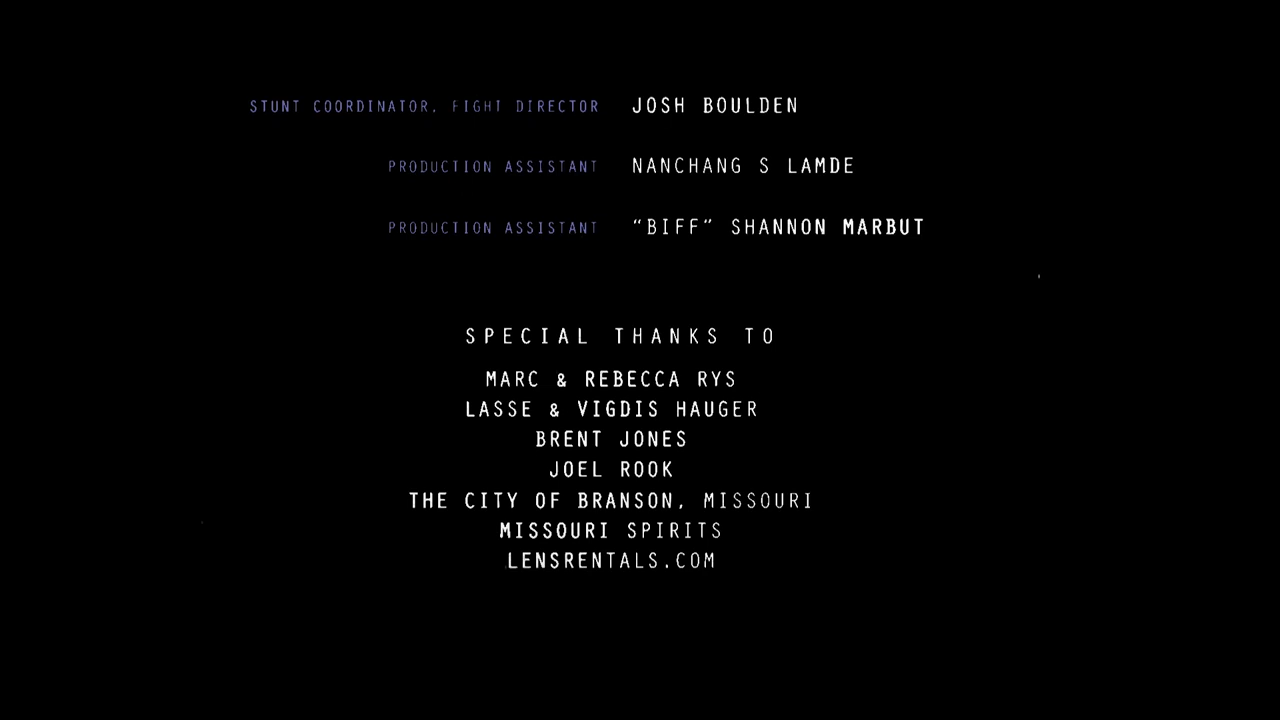 STUNT COORDINATOR, FIGHT DIRECTOR JOSH BOULDEN
PRODUCTION ASSISTANT NANCHANG S LAMDE
PRODUCTION ASSISTANT “BIFF” SHANNON MARBUT
SPECIAL THANKS TO
MARC & REBECCA RYS
LASSE & VIGDIS HAUGER
BRENT JONES
JOEL ROOK
THE CITY OF BRANSON, MISSOURI
MISSOURI SPIRITS
LENSRENTALS.COM